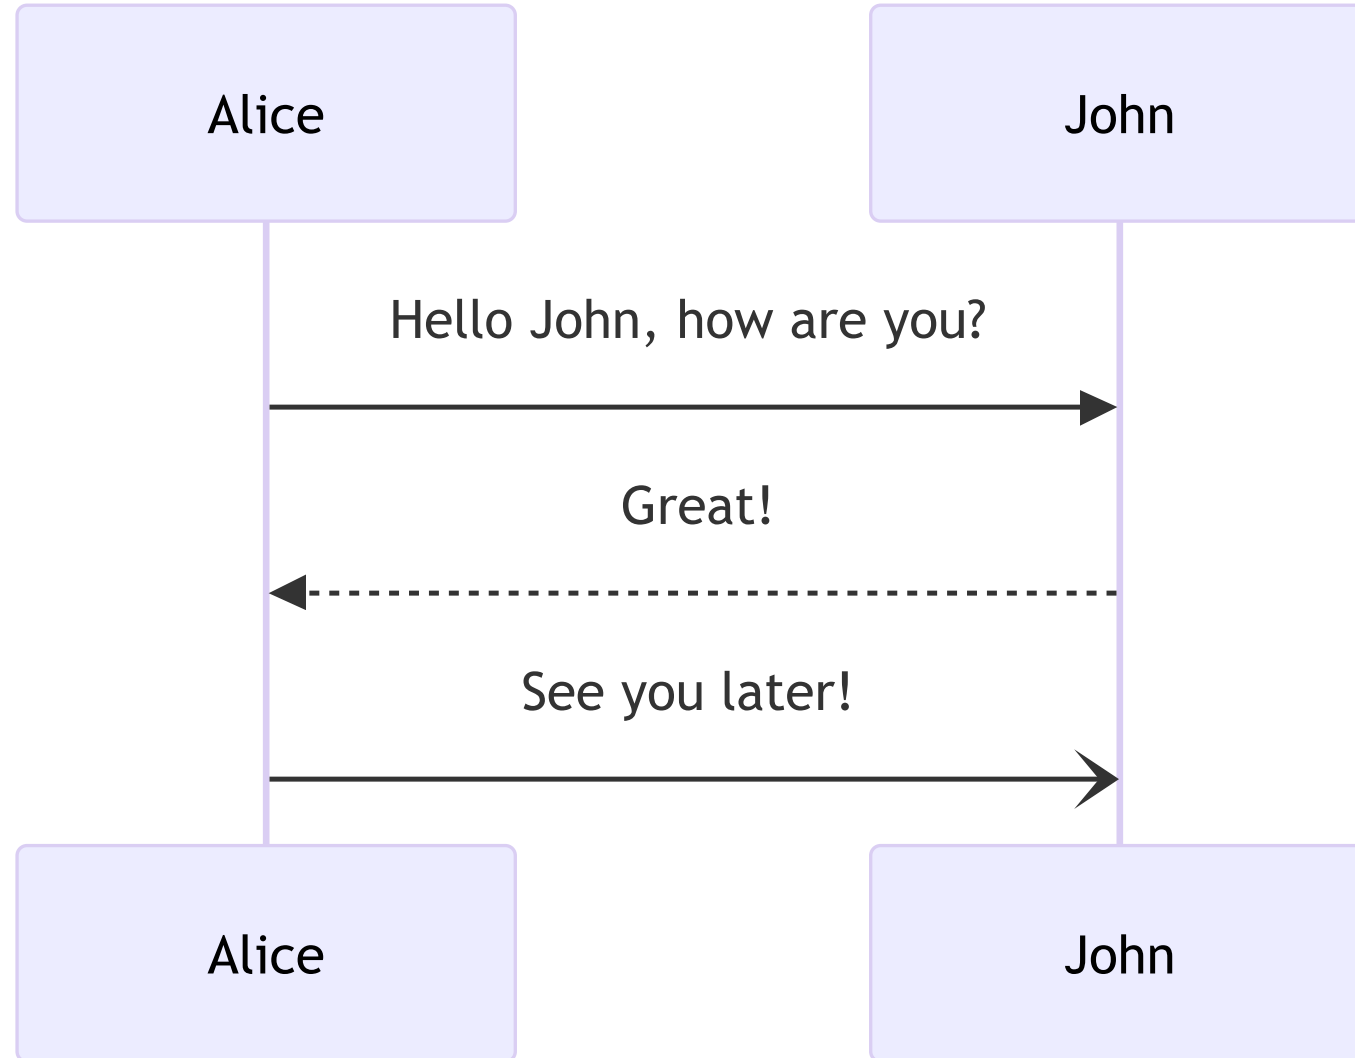 Alice
John
Hello John, how are you?
Great!
See you later!
Alice
John